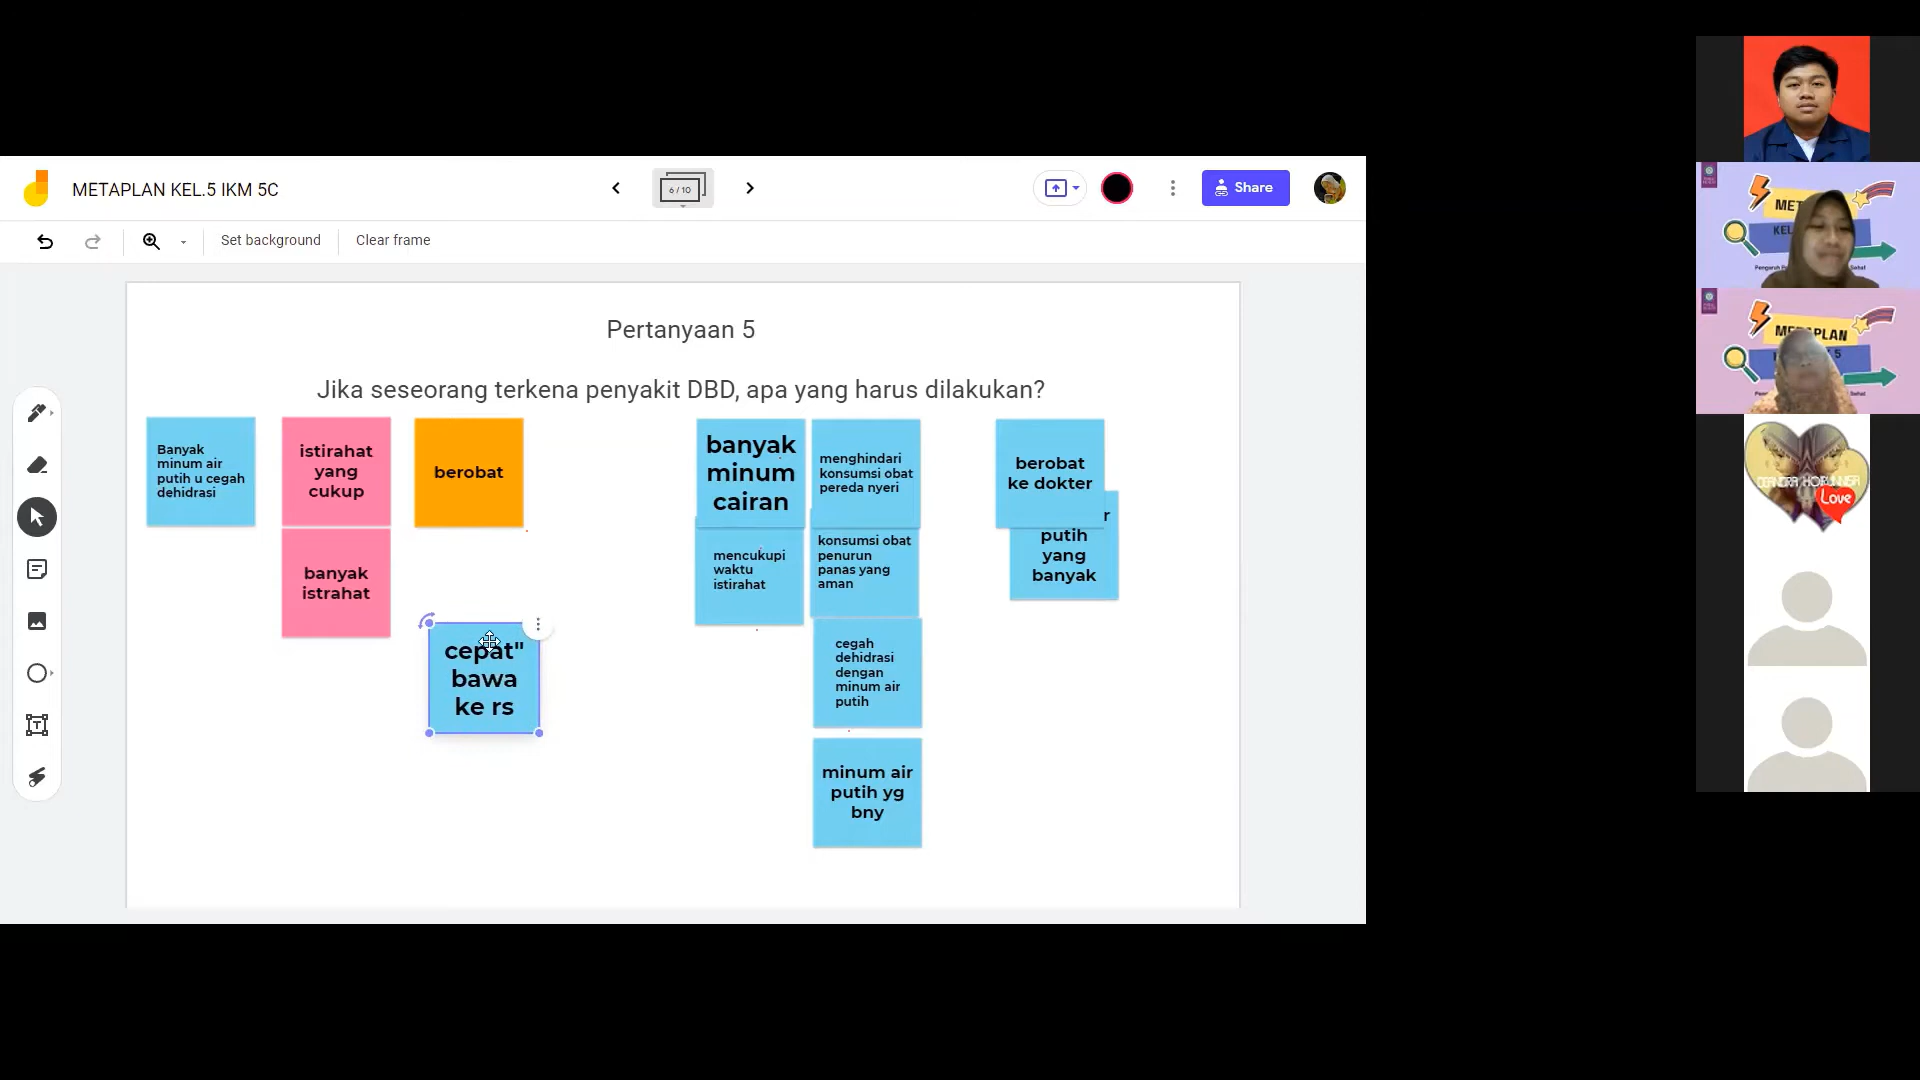 METAPLAN KEL.5 IKM 5C
6 / 10
Share
Set background
Clear frame
Pertanyaan 5
Jika seseorang terkena penyakit DBD, apa yang harus dilakukan?
Banyak
minum air
putih u cegah
dehidrasi
istirahat
yang
cukup
berobat
banyak
istrahat
cepat"
bawa
ke rs
banyak
minum
cairan
menghindari
konsumsi obat
pereda nyeri
mencukupi
waktu
istirahat
konsumsi obat
penurun
panas yang
aman
cegah
dehidrasi
dengan
minum air
putih
minum air
putih yg
bny
berobat
ke dokter
r
putih
yang
banyak
Love